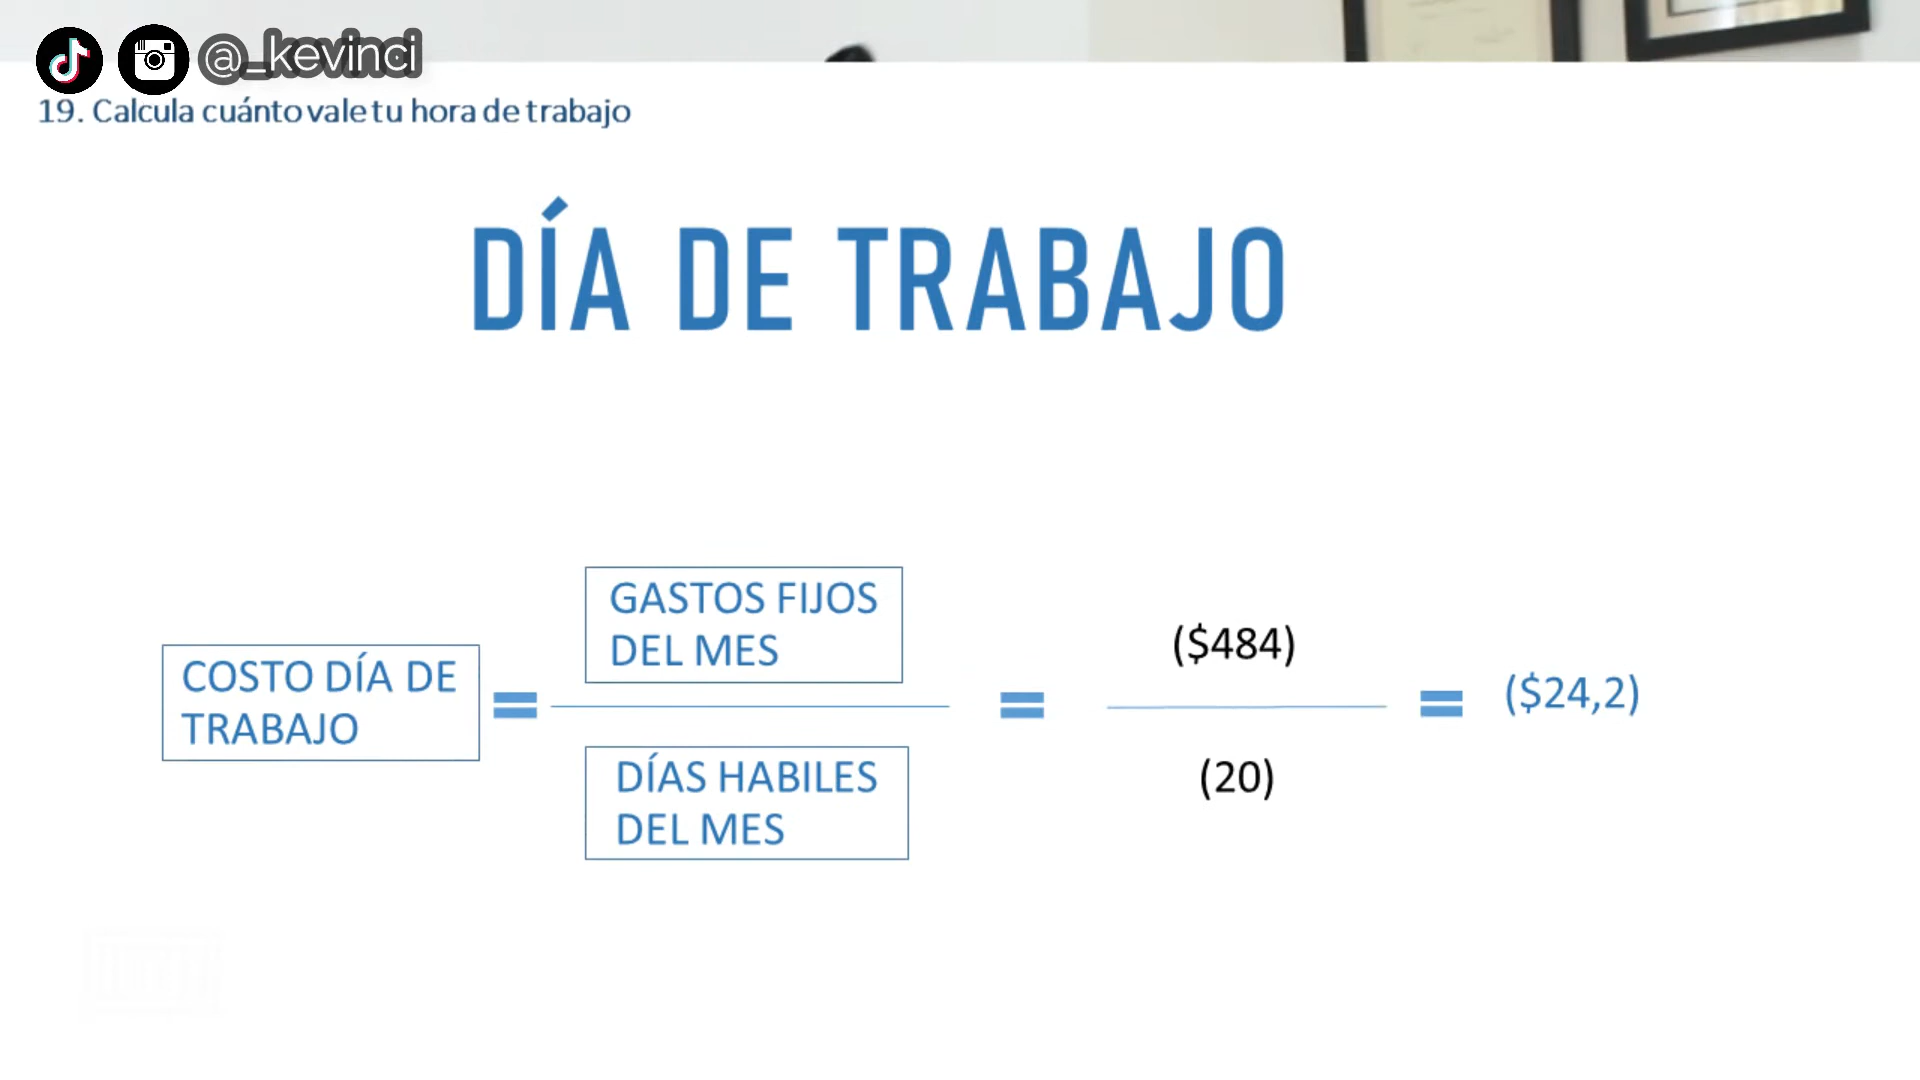 @_kevinci
19. Calcula cuánto vale tu hora de trabajo
DÍA DE TRABAJO
COSTO DÍA DE
TRABAJO
=
GASTOS FIJOS
DEL MES
DÍAS HABILES
DEL MES
=
($484)
(20)
=
($24,2)